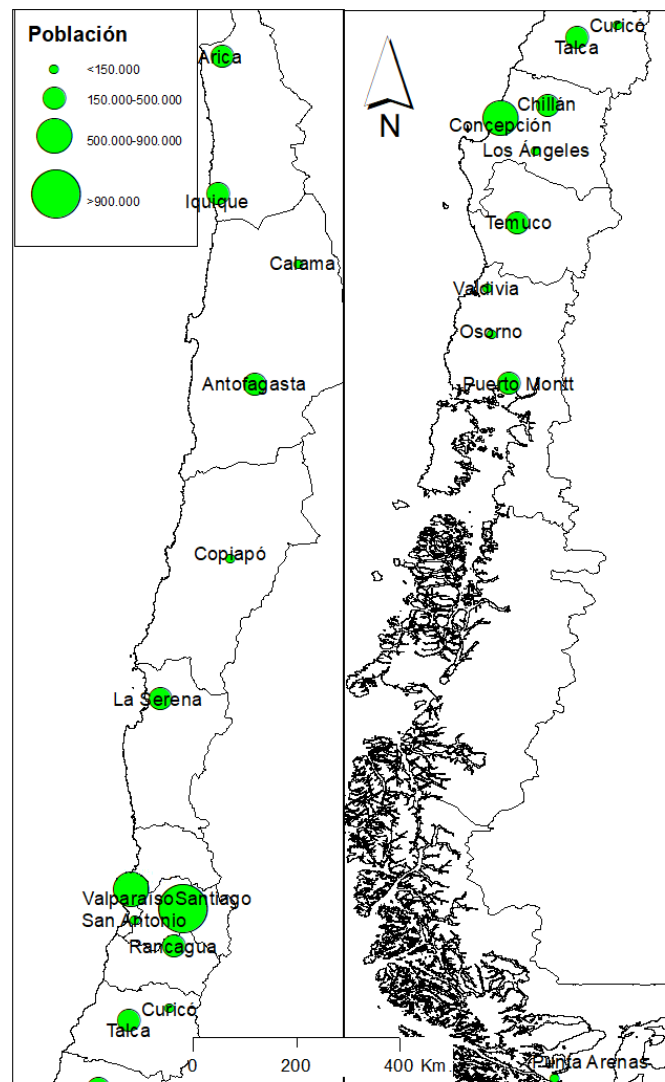 Población
<150.000
150.000-500.000
500.000-900.000
>900.000
Arica
Iquique
Calama
Antofagasta
Copiapó
La Serena
Valparaíso
Santiago
San Antonio
Rancagua
Curicó
Talca
0 200 400 Km
N
Curicó
Talca
Chillán
Concepción
Los Ángeles
Temuco
Valdivia
Osorno
Puerto Montt
Punta Arenas